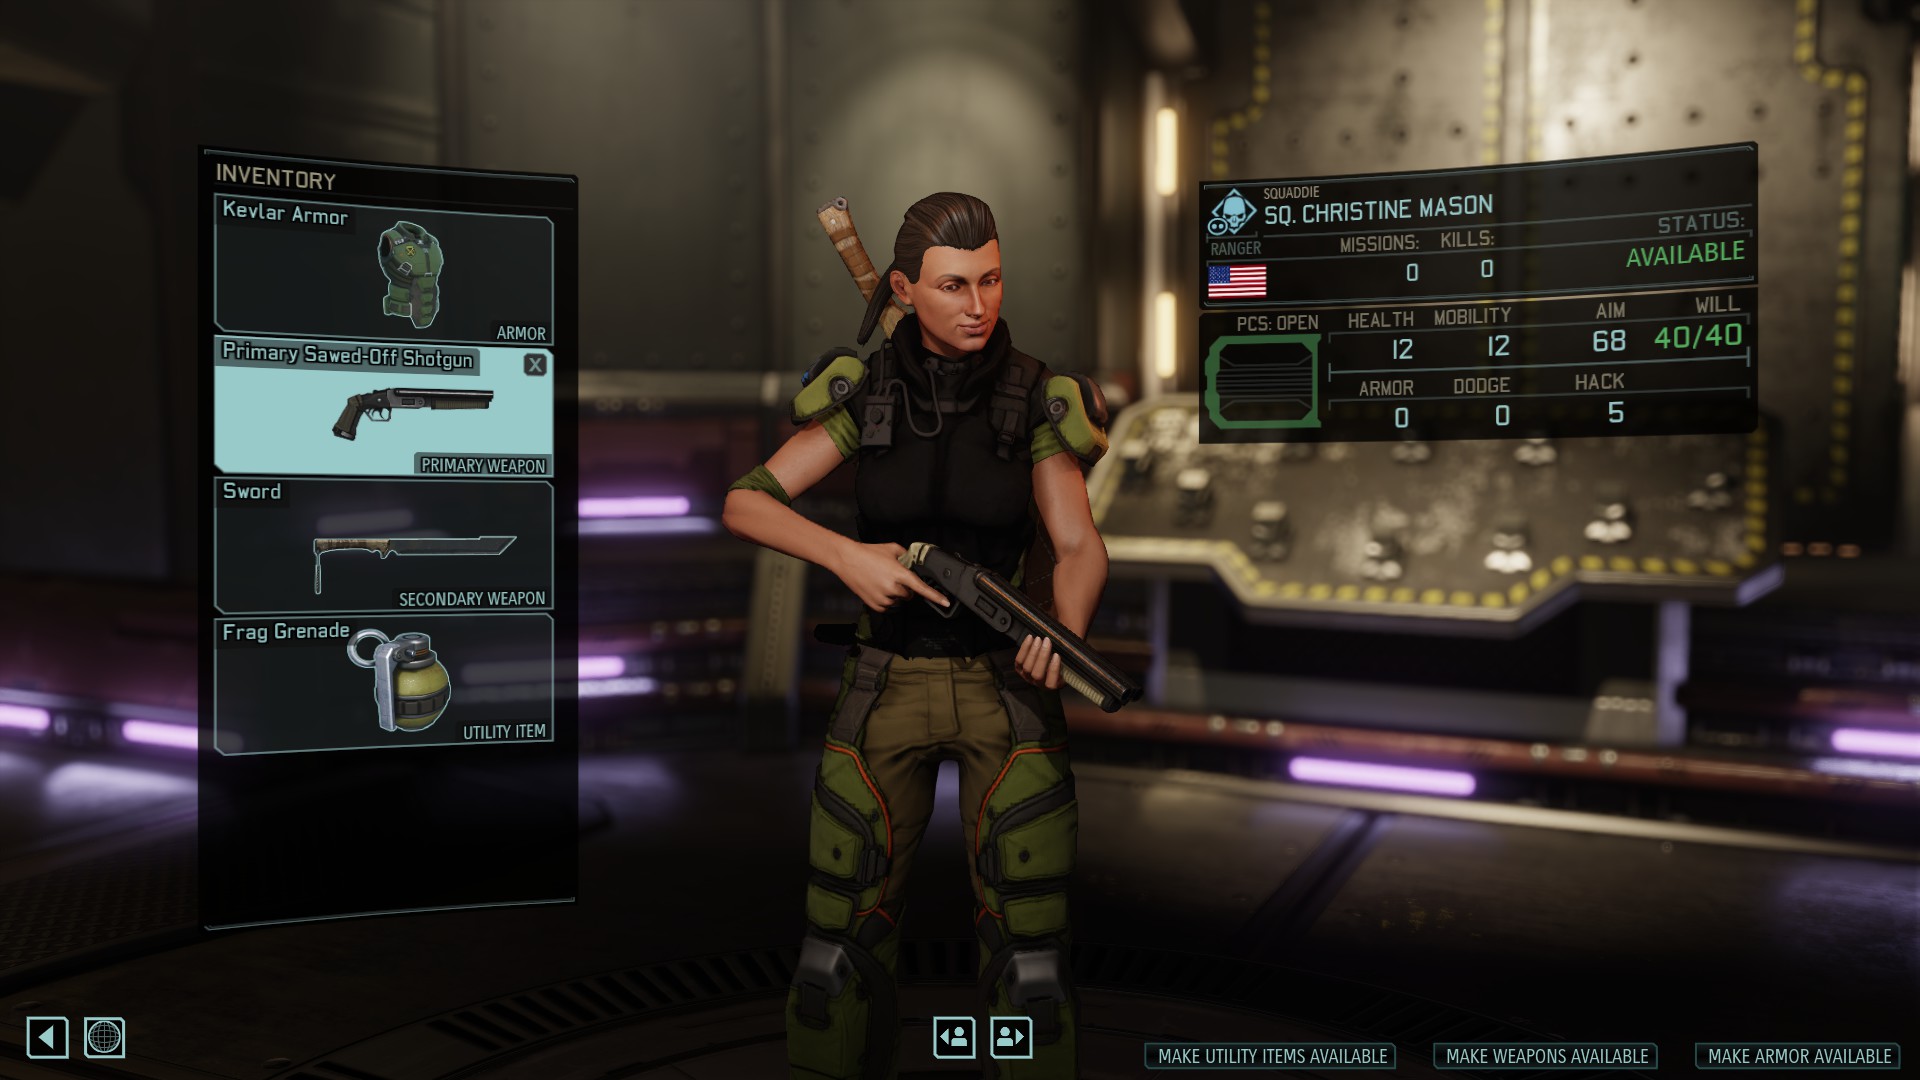 INVENTORY
Kevlar Armor
ARMOR
Primary Sawed-Off Shotgun
X
PRIMARY WEAPON
Sword
SECONDARY WEAPON
Frag Grenade
UTILITY ITEM
SQUADDIE
SQ. CHRISTINE MASON
RANGER
MISSIONS: KILLS: STATUS:
0 0 AVAILABLE
PCS: OPEN HEALTH MOBILITY AIM WILL
12 12 68 40/40
ARMOR DODGE HACK
0 0 5
MAKE UTILITY ITEMS AVAILABLE MAKE WEAPONS AVAILABLE MAKE ARMOR AVAILABLE